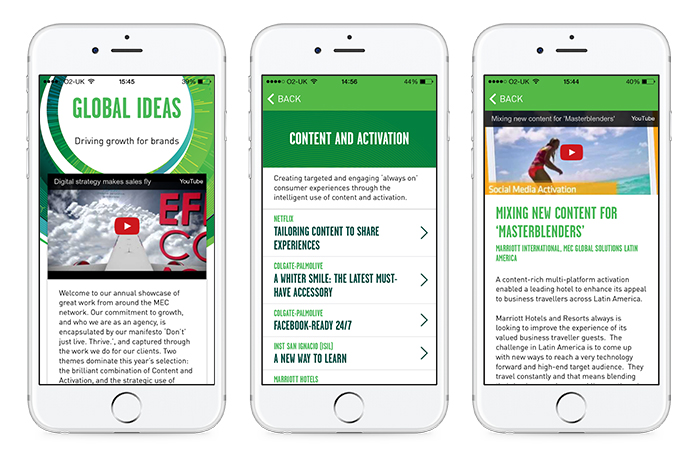 O2-UK 15:45 39%
GLOBAL IDEAS
Driving growth for brands
Digital strategy makes sales fly YouTube
EF
Welcome to our annual showcase of
great work from around the MEC
network. Our commitment to growth,
and who we are as an agency, is
encapsulated by our manifesto ‘Don’t
just live. Thrive.’, and captured through
the work we do for our clients. Two
themes dominate this year’s selection:
the brilliant combination of Content and
Activation, and the strategic use of
O2-UK 14:56 44%
BACK
CONTENT AND ACTIVATION
Creating targeted and engaging ‘always on’
consumer experiences through the
intelligent use of content and activation.
NETFLIX
TAILORING CONTENT TO SHARE
EXPERIENCES
COLGATE-PALMOLIVE
A WHITER SMILE: THE LATEST MUST-
HAVE ACCESSORY
COLGATE-PALMOLIVE
FACEBOOK-READY 24/7
INST SAN IGNACIO (ISIL)
A NEW WAY TO LEARN
MARRIOTT HOTELS
O2-UK 15:44 40%
BACK
Mixing new content for 'Masterblenders' YouTube
Social Media Activation
MIXING NEW CONTENT FOR
‘MASTERBLENDERS’
MARRIOTT INTERNATIONAL, MEC GLOBAL SOLUTIONS LATIN
AMERICA
A content-rich multi-platform activation
enabled a leading hotel to enhance its appeal
to business travellers across Latin America.
Marriott Hotels and Resorts always is
looking to improve the experience of its
valued business traveller guests. The
challenge in Latin America is to come up
with new ways to reach a very technology
forward and high-end target audience. They
travel constantly and that means blending